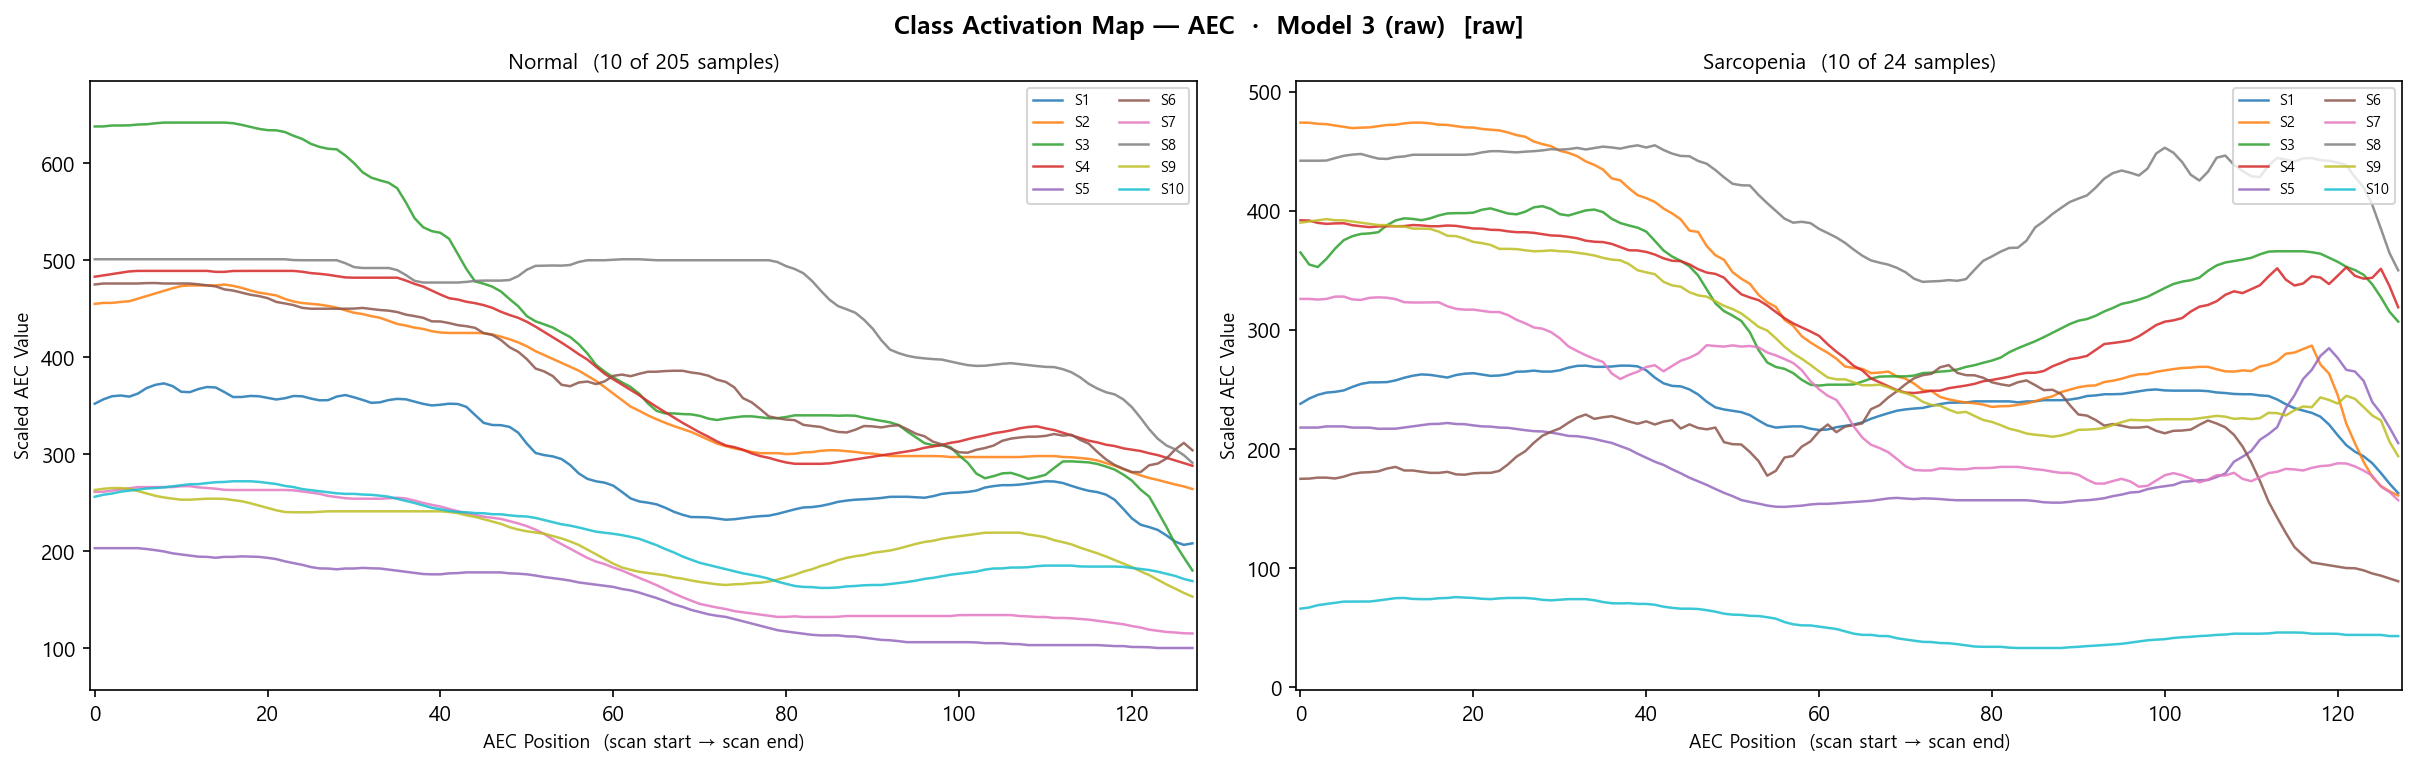 Class Activation Map — AEC · Model 3 (raw) [raw]
Normal (10 of 205 samples)
Scaled AEC Value
600
500
400
300
200
100
0 20 40 60 80 100 120
AEC Position (scan start → scan end)
S1 S6
S2 S7
S3 S8
S4 S9
S5 S10
Sarcopenia (10 of 24 samples)
Scaled AEC Value
500
400
300
200
100
0
0 20 40 60 80 100 120
AEC Position (scan start → scan end)
S1 S6
S2 S7
S3 S8
S4 S9
S5 S10